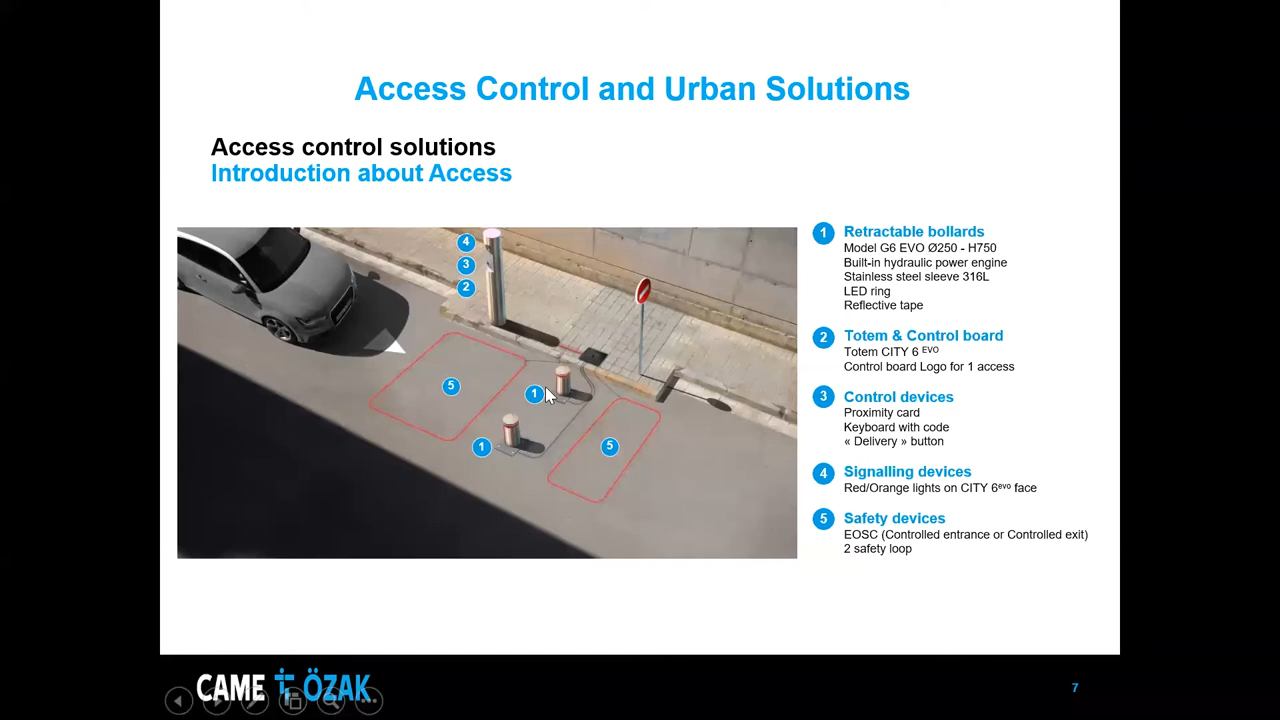 Access Control and Urban Solutions
Access control solutions
Introduction about Access
4
3
2
5
1
1
5
1 Retractable bollards
Model G6 EVO Ø250 - H750
Built-in hydraulic power engine
Stainless steel sleeve 316L
LED ring
Reflective tape
2 Totem & Control board
Totem CITY 6 EVO
Control board Logo for 1 access
3 Control devices
Proximity card
Keyboard with code
« Delivery » button
4 Signalling devices
Red/Orange lights on CITY 6evo face
5 Safety devices
EOSC (Controlled entrance or Controlled exit)
2 safety loop
CAME ÖZAK
7